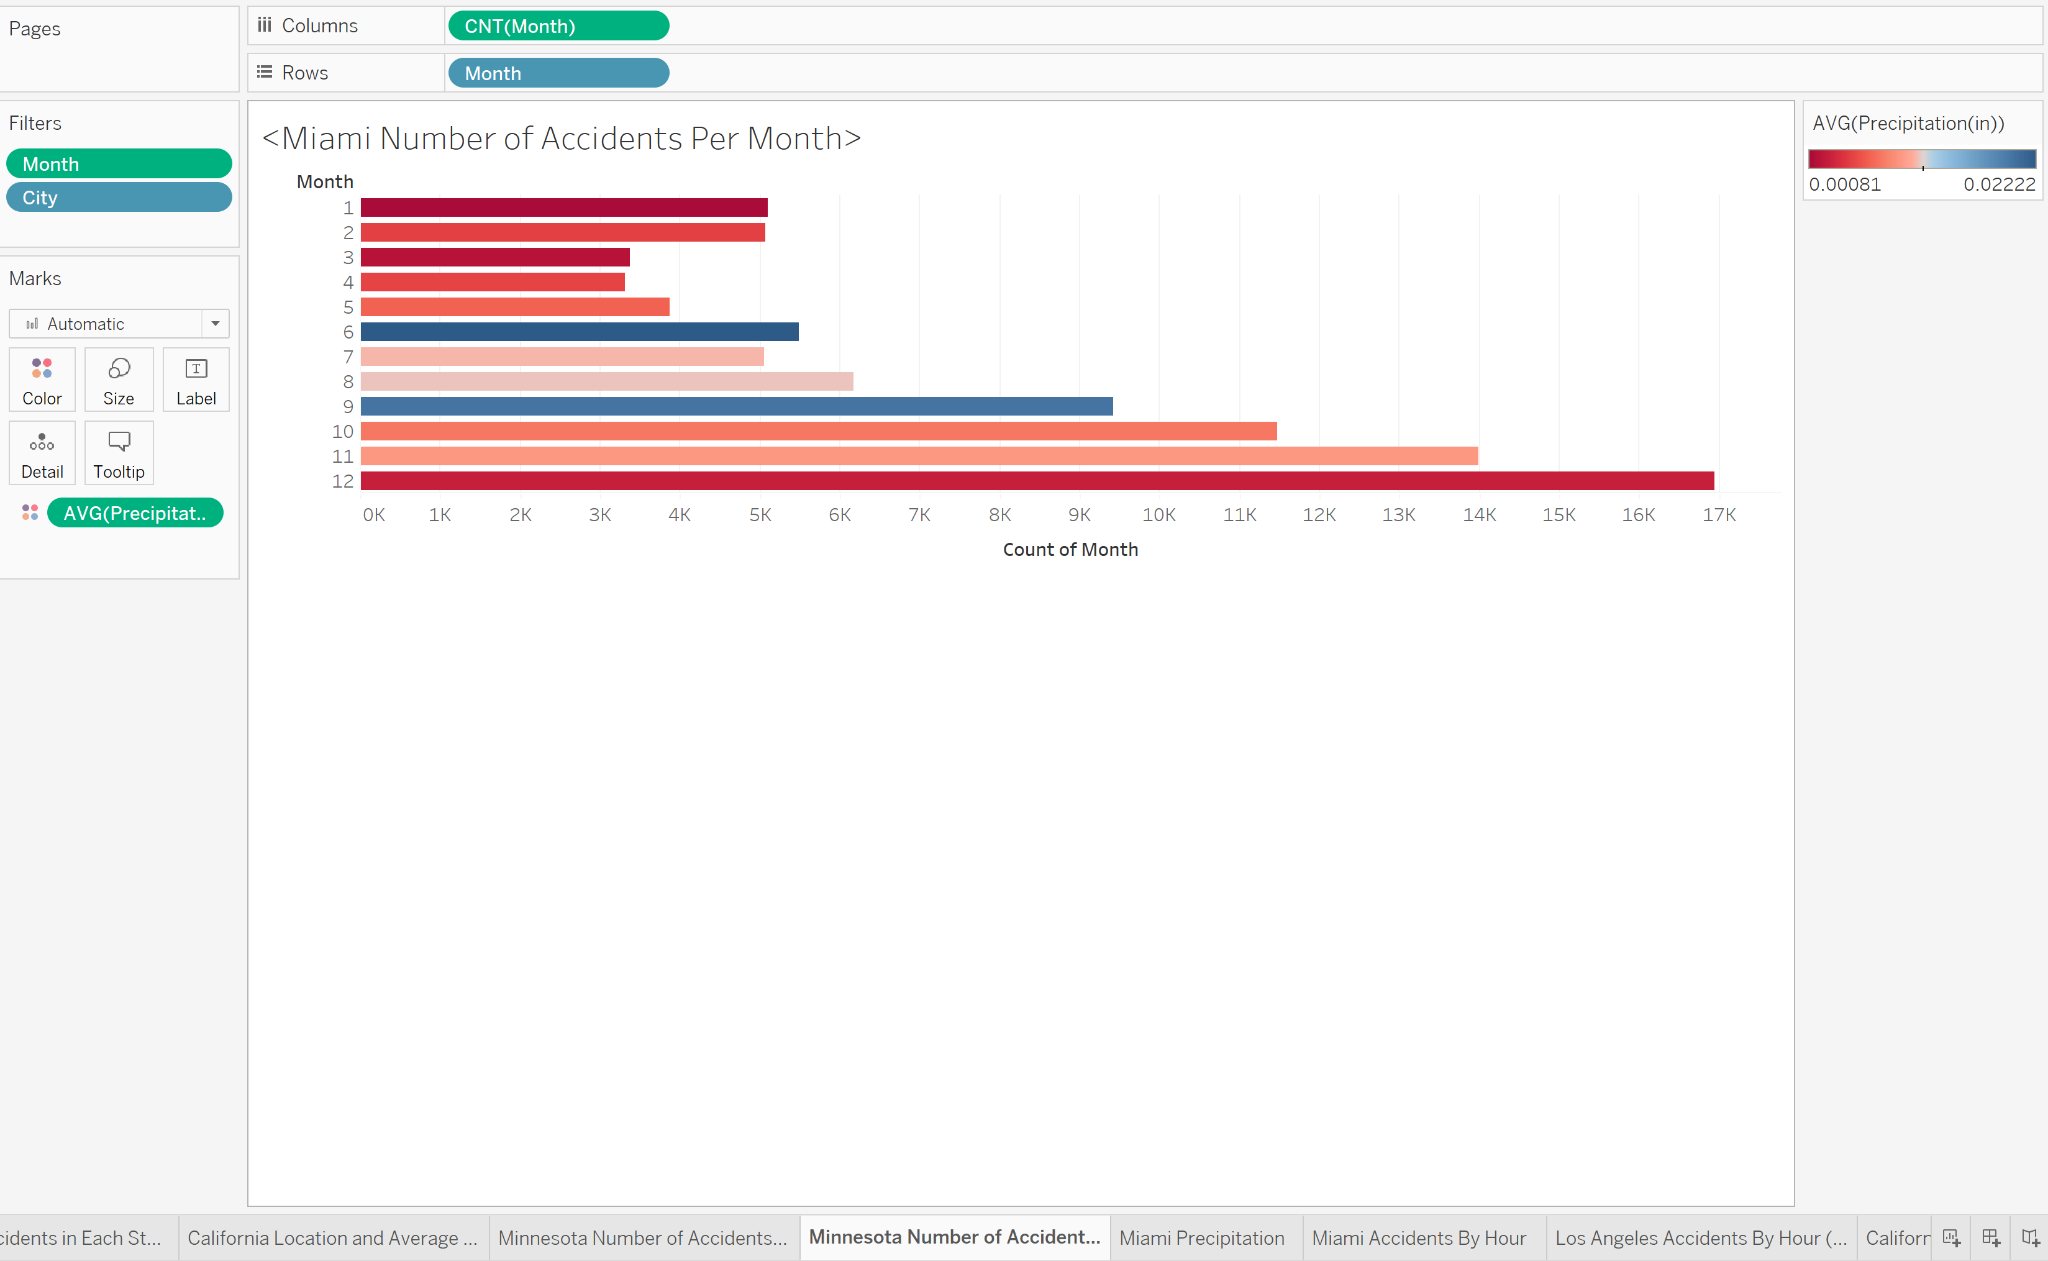 Pages
Columns
CNT(Month)
Rows
Month
Filters
Month
City
Marks
Automatic
Color
Size
Label
Detail
Tooltip
AVG(Precipitat..
<Miami Number of Accidents Per Month>
Month
1
2
3
4
5
6
7
8
9
10
11
12
0K 1K 2K 3K 4K 5K 6K 7K 8K 9K 10K 11K 12K 13K 14K 15K 16K 17K
Count of Month
AVG(Precipitation(in))
0.00081 0.02222
cidents in Each St...
California Location and Average ...
Minnesota Number of Accidents...
Minnesota Number of Accident...
Miami Precipitation
Miami Accidents By Hour
Los Angeles Accidents By Hour (...
Californ